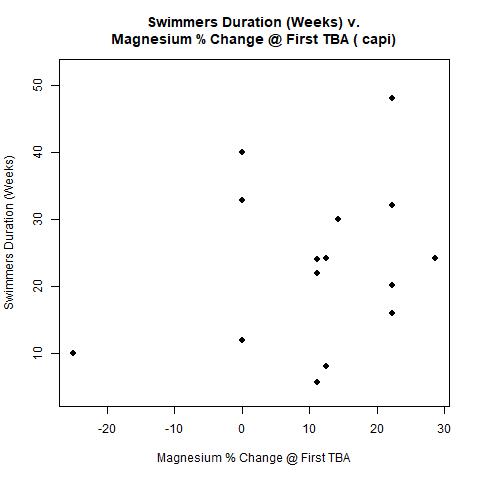 Swimmers Duration (Weeks) v.
Magnesium % Change @ First TBA ( capi)
Swimmers Duration (Weeks)
50
40
30
20
10
-20 -10 0 10 20 30
Magnesium % Change @ First TBA